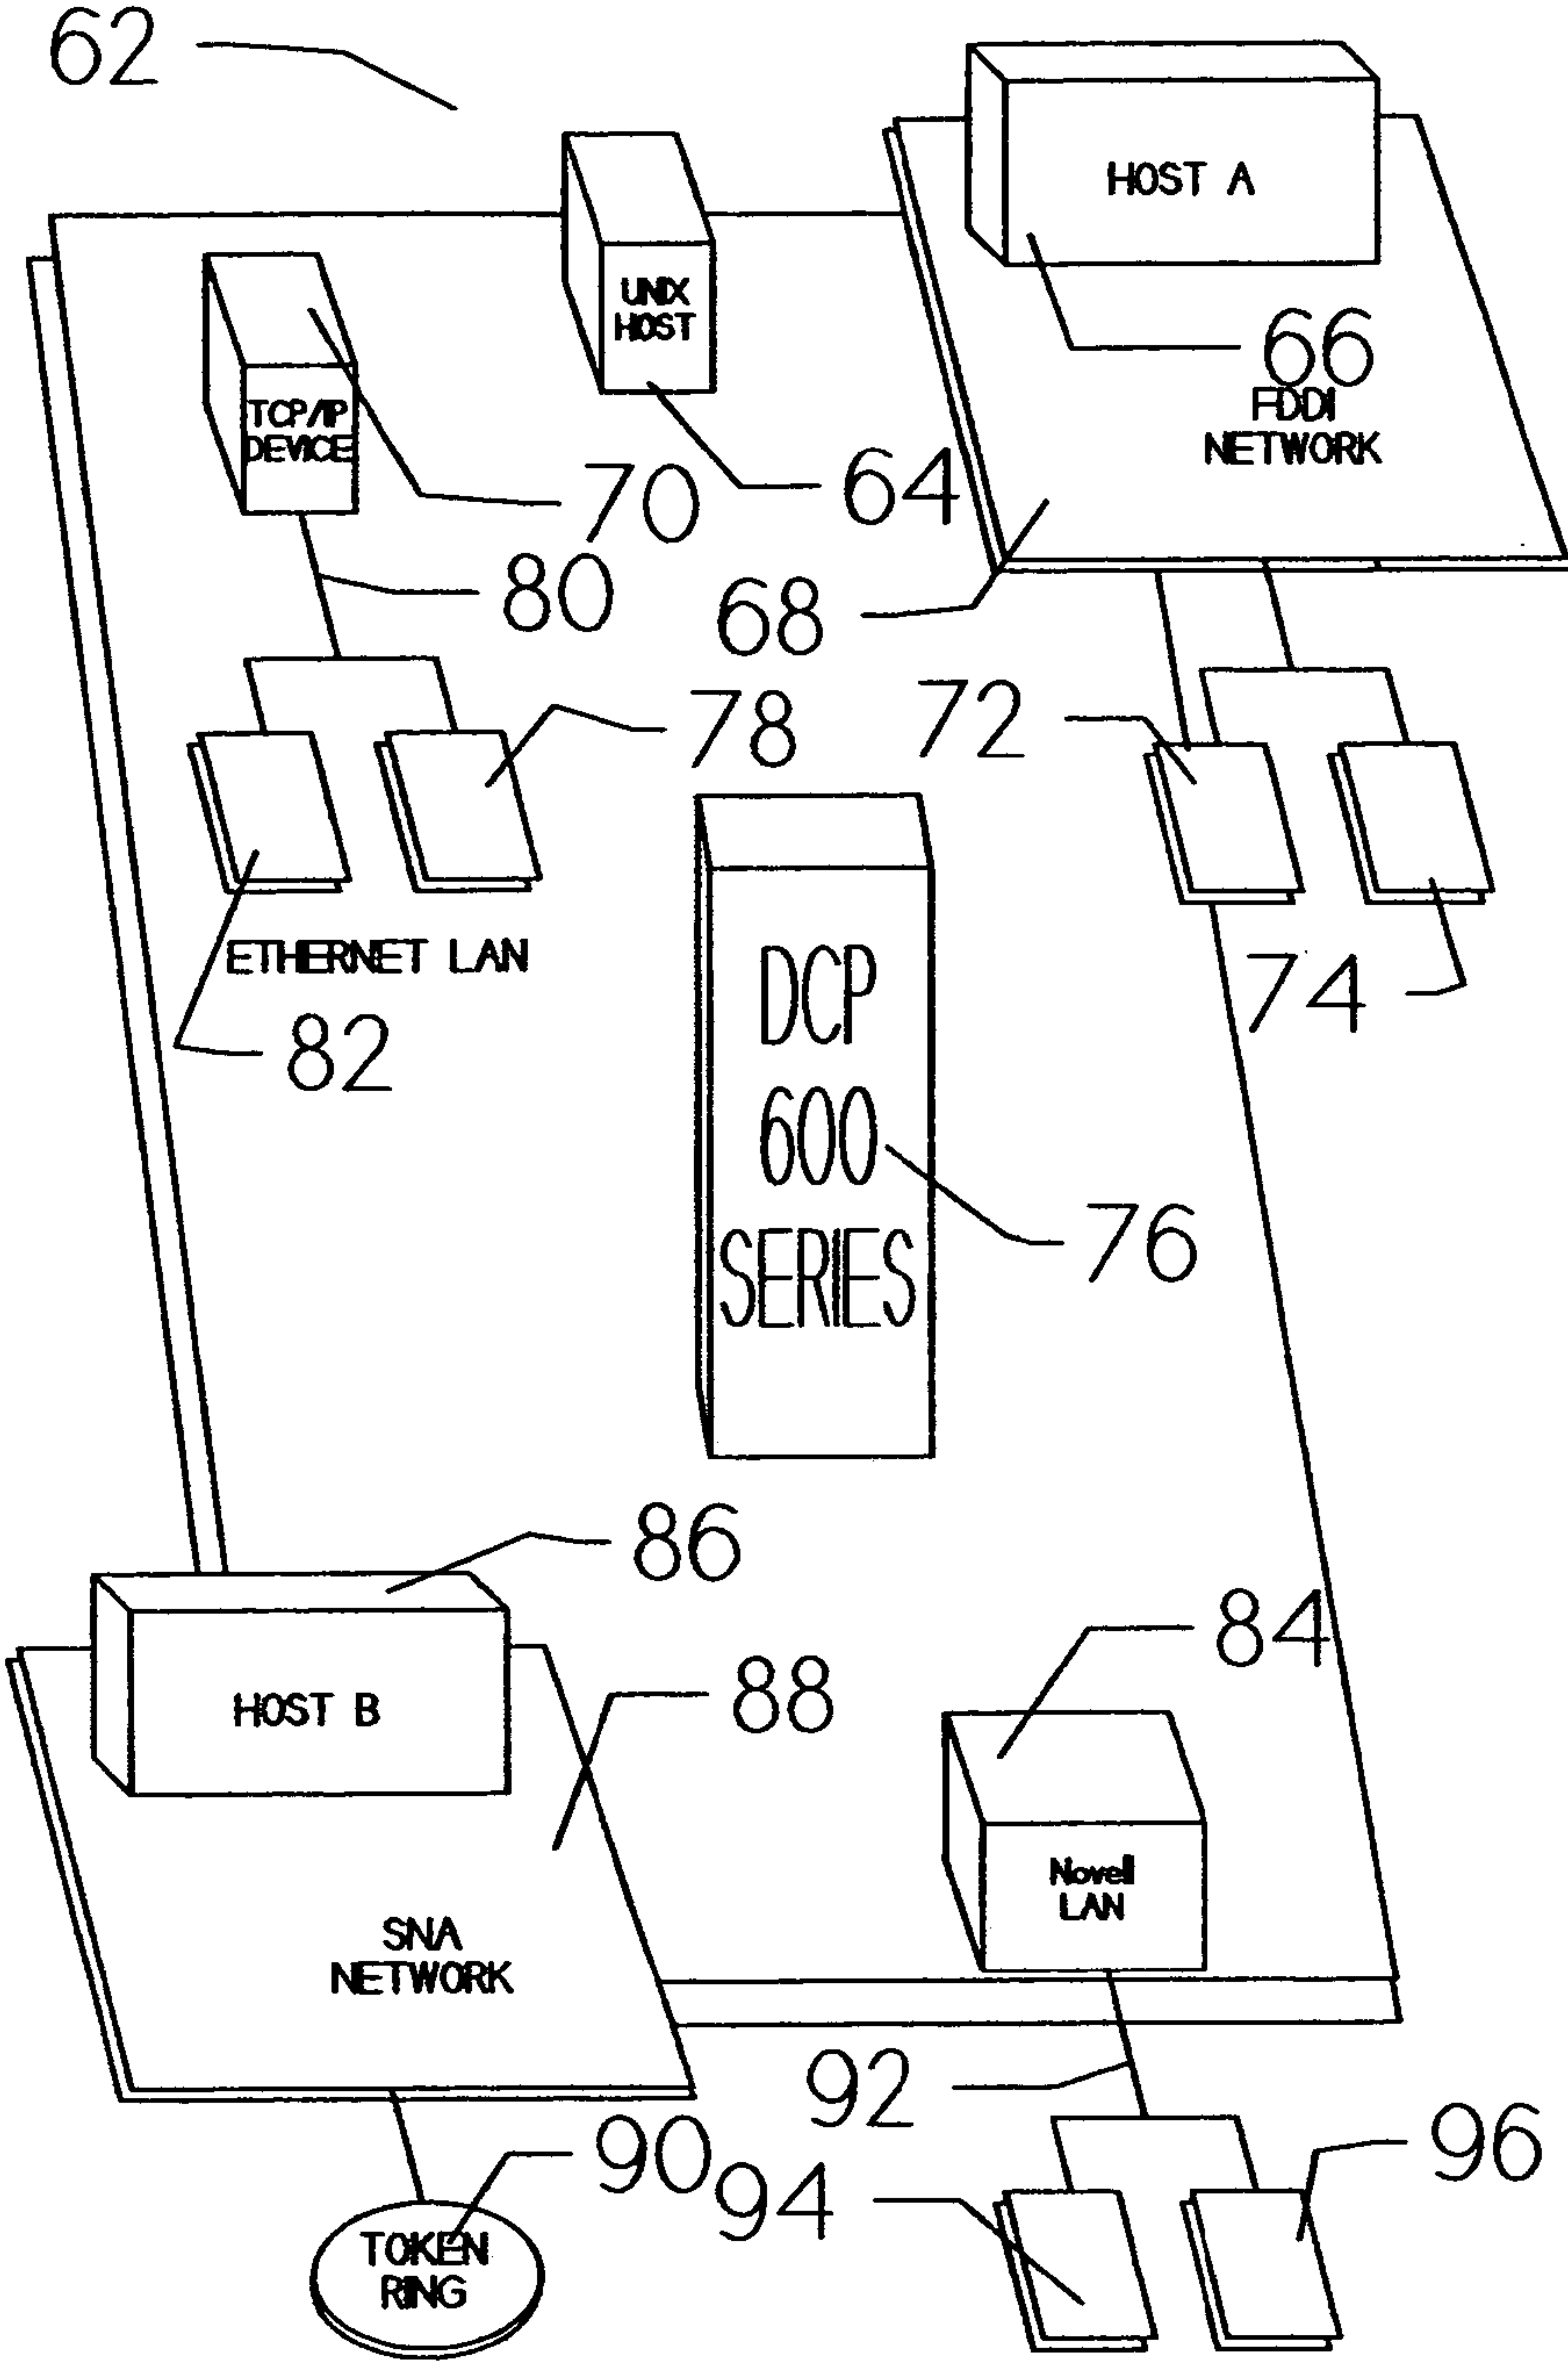 62
HOST A
UNIX
HOST
66
TCP/IP
DEVICE
FDDI
NETWORK
70
64
80
68
78
72
DCP
600
SERIES
ETHERNET LAN
74
82
76
86
84
88
HOST B
Novell
LAN
SNA
NETWORK
92
90
94
96
TOKEN
RING